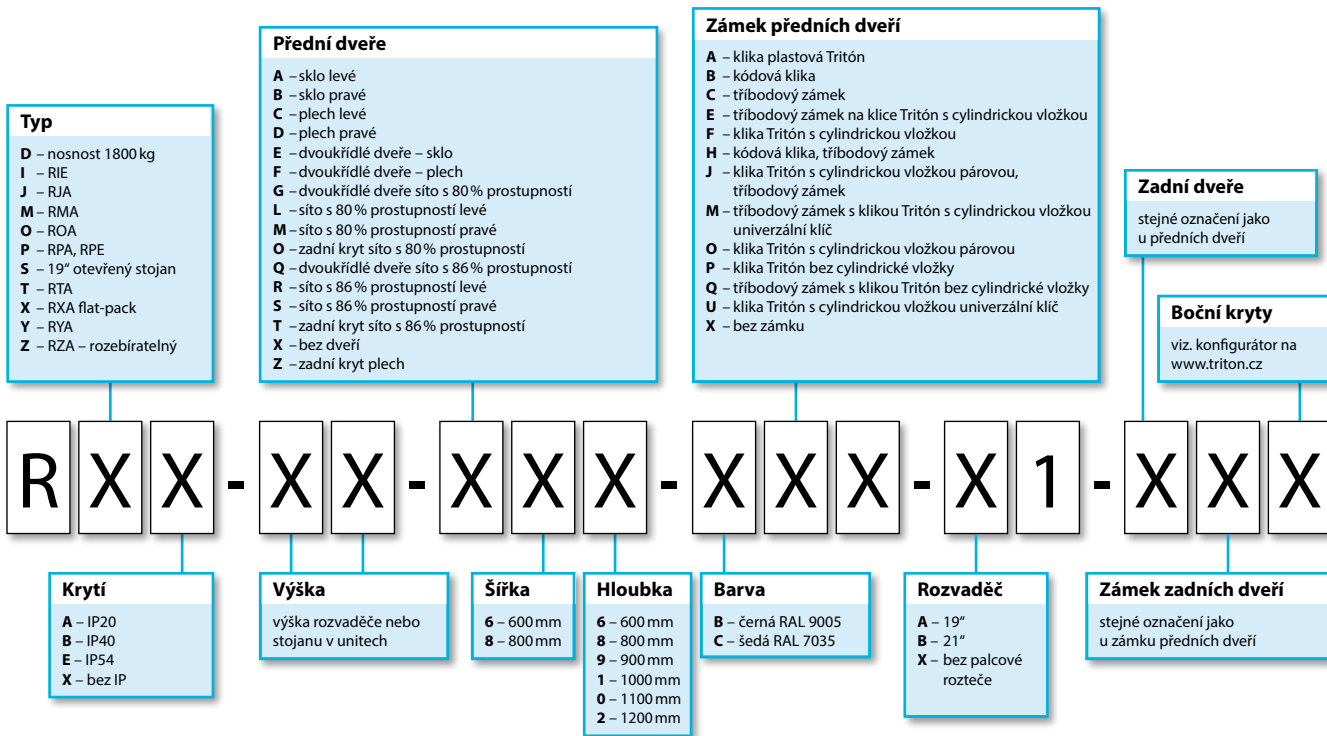 Přední dveře
A – sklo levé
B – sklo pravé
C – plech levé
D – plech pravé
E – dvoukřídlé dveře – sklo
F – dvoukřídlé dveře – plech
G – dvoukřídlé dveře síto s 80 % prostupností
L – síto s 80 % prostupností levé
M – síto s 80 % prostupností pravé
O – zadní kryt síto s 80 % prostupností
Q – dvoukřídlé dveře síto s 86 % prostupností
R – síto s 86 % prostupností levé
S – síto s 86 % prostupností pravé
T – zadní kryt síto s 86 % prostupností
X – bez dveří
Z – zadní kryt plech
Zámek předních dveří
A – klika plastová Tritón
B – kódová klika
C – tříbodový zámek
E – tříbodový zámek na klice Tritón s cylindrickou vložkou
F – klika Tritón s cylindrickou vložkou
H – kódová klika, tříbodový zámek
J – klika Tritón s cylindrickou vložkou párovou,
tříbodový zámek
M – tříbodový zámek s klikou Tritón s cylindrickou vložkou
univerzální klíč
O – klika Tritón s cylindrickou vložkou párovou
P – klika Tritón bez cylindrické vložky
Q – tříbodový zámek s klikou Tritón bez cylindrické vložky
U – klika Tritón s cylindrickou vložkou univerzální klíč
X – bez zámku
Typ
D – nosnost 1800 kg
I – RIE
J – RJA
M – RMA
O – ROA
P – RPA, RPE
S – 19“ otevřený stojan
T – RTA
X – RXA flat-pack
Y – RYA
Z – RZA – rozebíratelný
Zadní dveře
stejné označení jako
u předních dveří
Boční kryty
viz. konfigurátor na
www.triton.cz
R X X - X X - X X X - X X X - X 1 - X X X
Krytí
A – IP20
B – IP40
E – IP54
X – bez IP
Výška
výška rozvaděče nebo
stojanu v unitech
Šířka
6 – 600 mm
8 – 800 mm
Hloubka
6 – 600 mm
8 – 800 mm
9 – 900 mm
1 – 1000 mm
0 – 1100 mm
2 – 1200 mm
Barva
B – černá RAL 9005
C – šedá RAL 7035
Rozvaděč
A – 19“
B – 21“
X – bez palcové
rozteče
Zámek zadních dveří
stejné označení jako
u zámku předních dveří